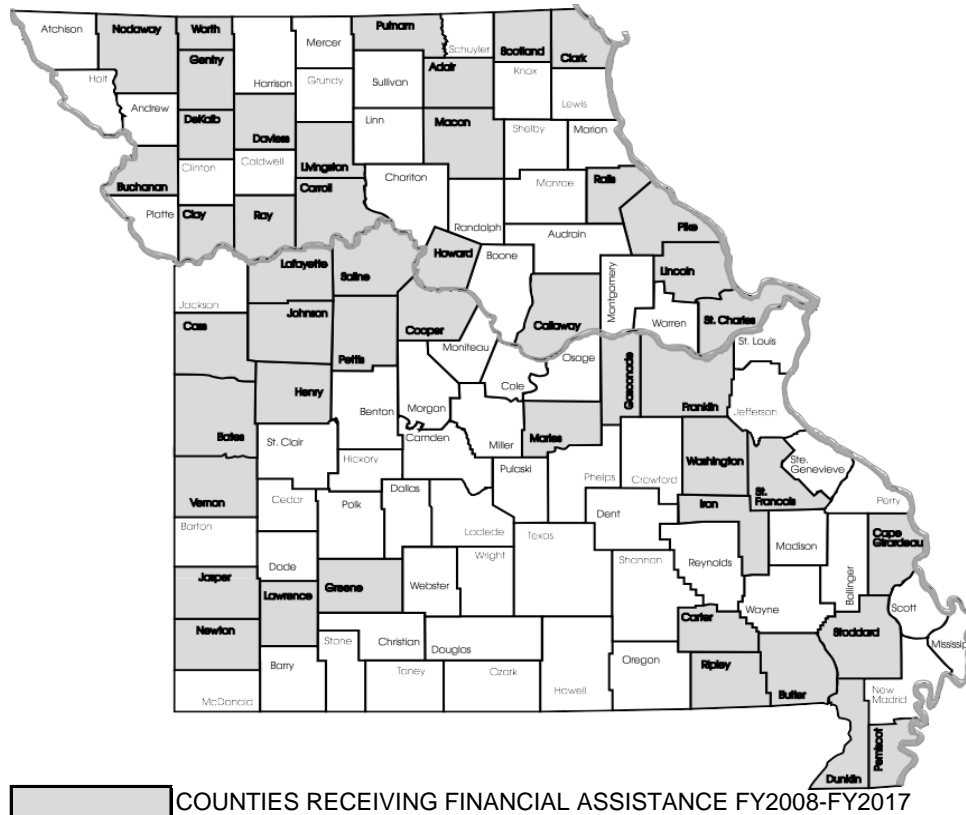 Atchison
Nodaway
Worth
Putnam
Schuyler
Scotland
Clark
Mercer
Gentry
Adair
Holt
Harrison
Grundy
Sullivan
Knox
Andrew
Lewis
DeKalb
Daviess
Linn
Macon
Shelby
Marion
Clinton
Caldwell
Livingston
Buchanan
Carroll
Chariton
Monroe
Ralls
Platte
Clay
Ray
Randolph
Audrain
Pike
Howard
Boone
Lafayette
Saline
Lincoln
Jackson
Montgomery
Johnson
Callaway
Warren
St. Charles
Cass
Cooper
St. Louis
Pettis
Moniteau
Osage
Cole
Gasconade
Henry
Franklin
Benton
Morgan
Jefferson
Bates
St. Clair
Camden
Miller
Maries
Hickory
Pulaski
Washington
Ste.
Genevieve
Vernon
Phelps
Crawford
St.
Francois
Cedar
Dallas
Perry
Polk
Iron
Barton
Laclede
Texas
Dent
Cape
Girardeau
Madison
Wright
Shannon
Dade
Reynolds
Jasper
Lawrence
Greene
Webster
Bollinger
Wayne
Scott
Carter
Newton
Stone
Christian
Douglas
Stoddard
Mississip
Barry
Oregon
Ripley
Taney
Ozark
Howell
Butler
New
Madrid
McDonald
Dunklin
Pemiscot
COUNTIES RECEIVING FINANCIAL ASSISTANCE FY2008-FY2017